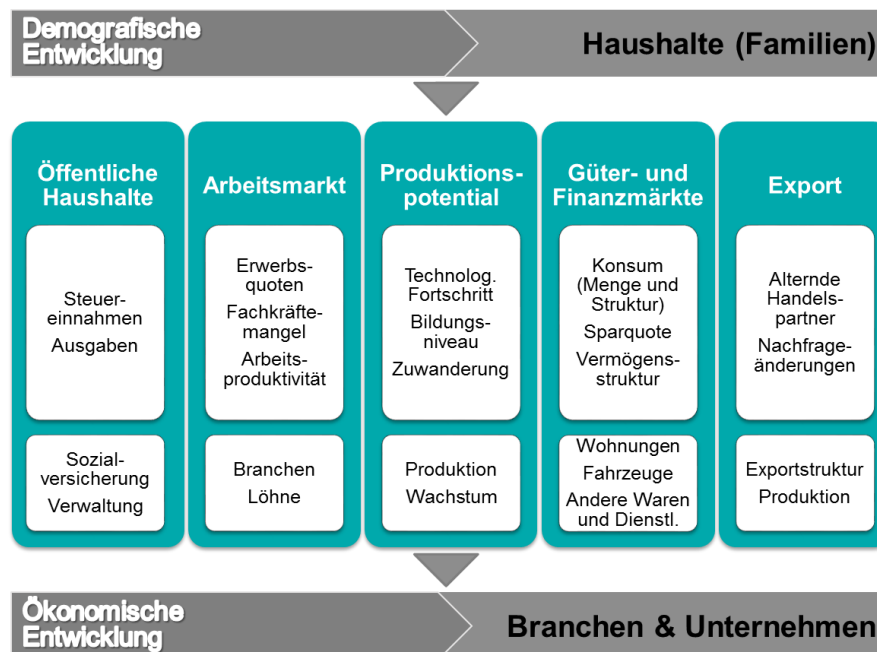 Demografische
Entwicklung
Haushalte (Familien)
Öffentliche
Haushalte
Steuer-
einnahmen
Ausgaben
Sozial-
versicherung
Verwaltung
Arbeitsmarkt
Erwerbs-
quoten
Fachkräfte-
mangel
Arbeits-
produktivität
Branchen
Löhne
Produktions-
potential
Technolog.
Fortschritt
Bildungs-
niveau
Zuwanderung
Produktion
Wachstum
Güter- und
Finanzmärkte
Konsum
(Menge und
Struktur)
Sparquote
Vermögens-
struktur
Wohnungen
Fahrzeuge
Andere Waren
und Dienstl.
Export
Alternde
Handels-
partner
Nachfrage-
änderungen
Exportstruktur
Produktion
Ökonomische
Entwicklung
Branchen & Unternehmen